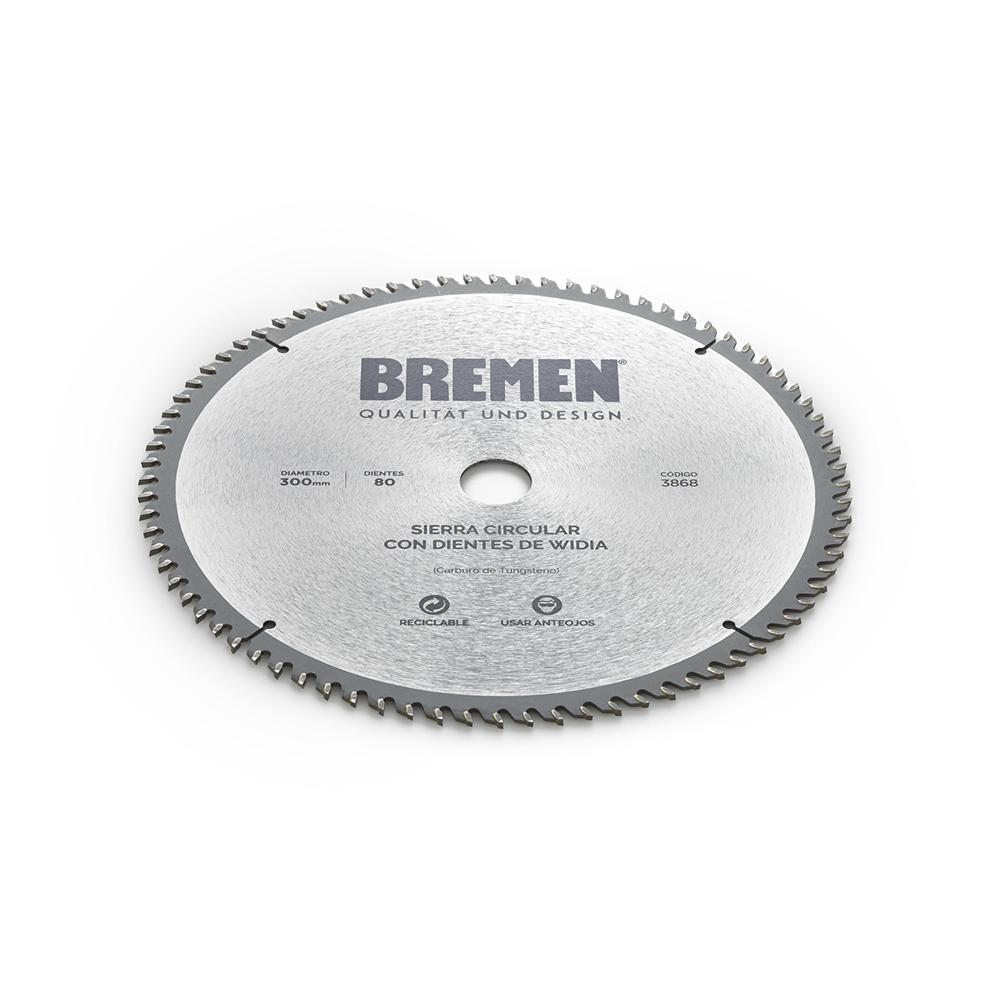 BREMEN®
QUALITÄT UND DESIGN.
DIAMETRO
300mm
DIENTES
80
CÓDIGO
3868
SIERRA CIRCULAR
CON DIENTES DE WIDIA
(Carburo de Tungsteno)
RECICLABLE
USAR ANTEOJOS